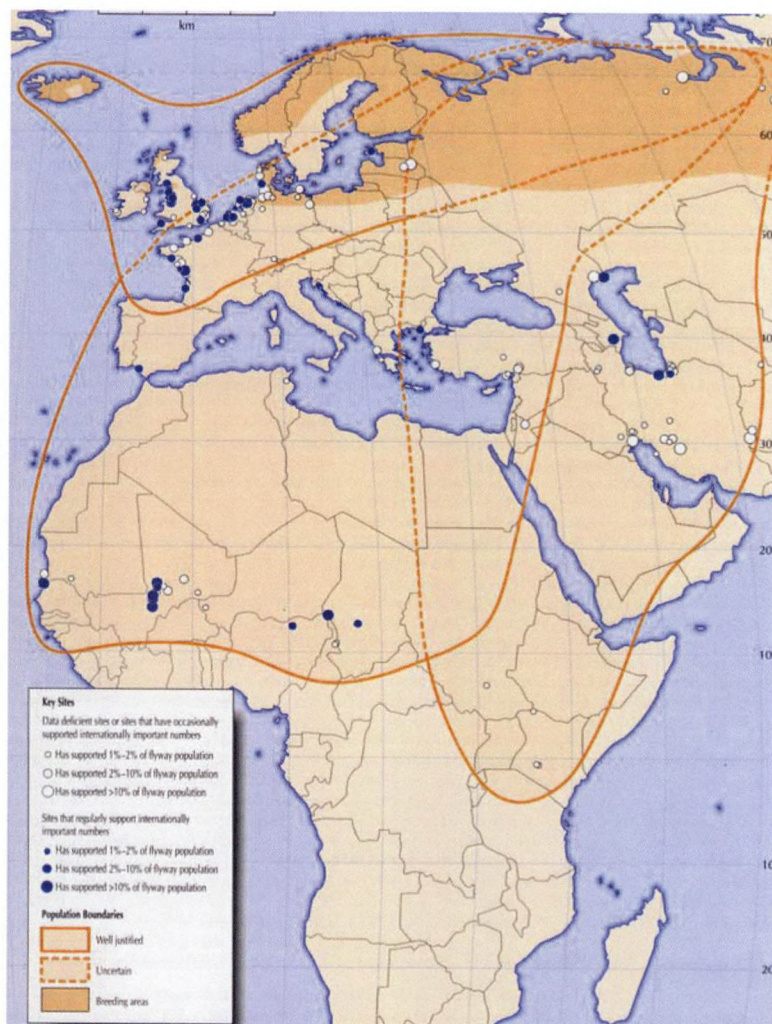 km
70
60
50
40
30
20
10
10
20
Key Sites
Data deficient sites or sites that have occasionally
supported internationally important numbers
Has supported 1%–2% of flyway population
Has supported 2%–10% of flyway population
Has supported >10% of flyway population
Sites that regularly support internationally
important numbers
Has supported 1%–2% of flyway population
Has supported 2%–10% of flyway population
Has supported >10% of flyway population
Population Boundaries
Well justified
Uncertain
Breeding areas